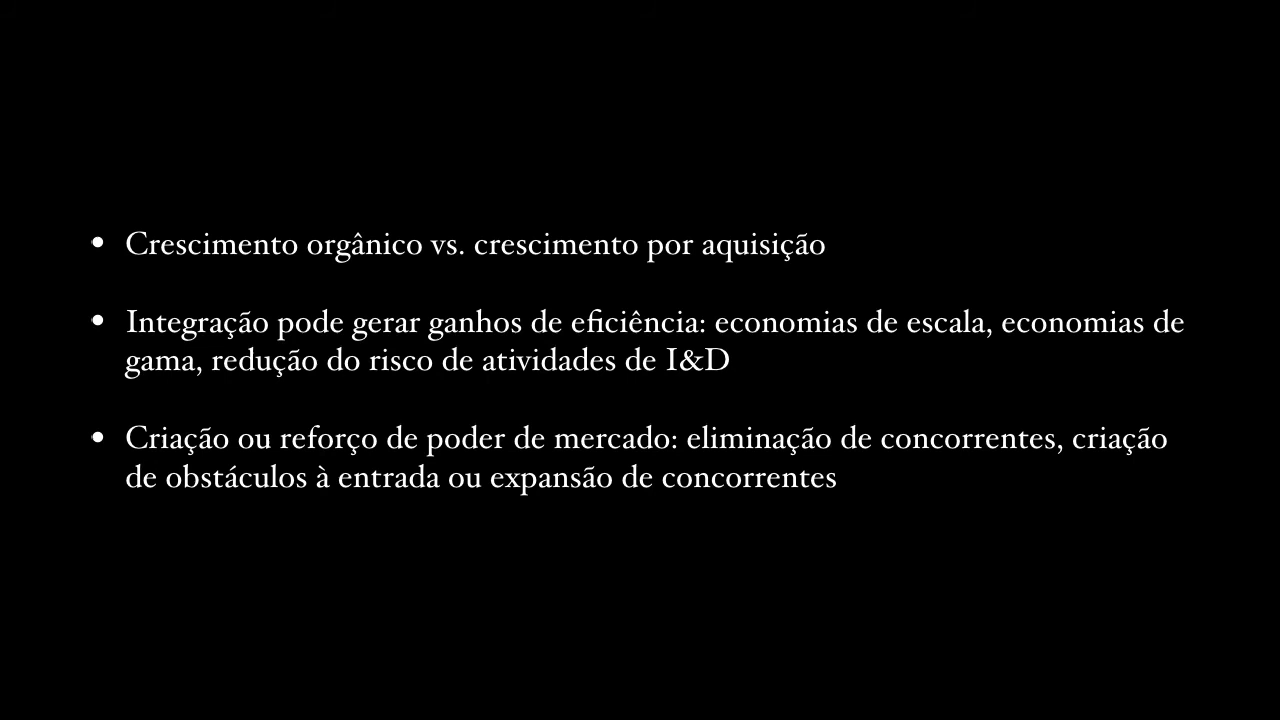 • Crescimento orgânico vs. crescimento por aquisição
• Integração pode gerar ganhos de eficiência: economias de escala, economias de
gama, redução do risco de atividades de I&D
• Criação ou reforço de poder de mercado: eliminação de concorrentes, criação
de obstáculos à entrada ou expansão de concorrentes